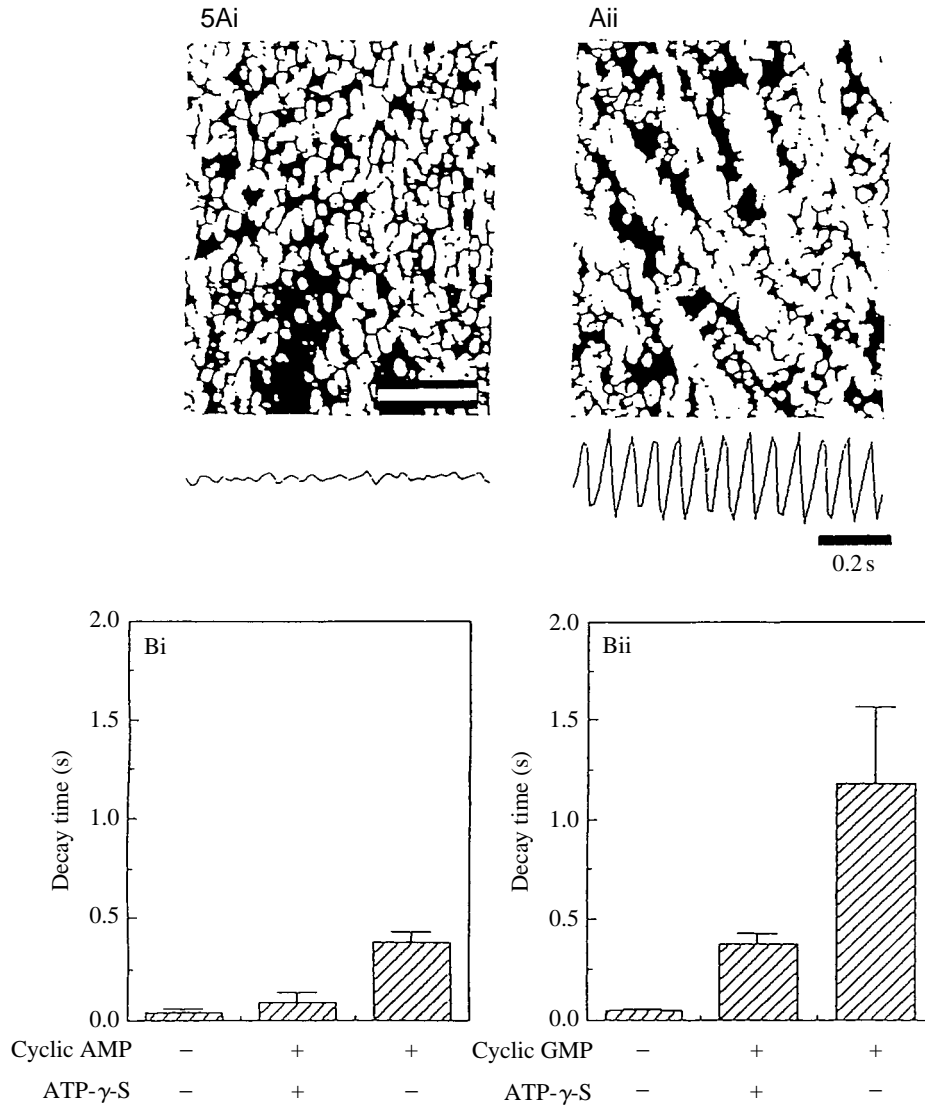 5Ai Aii
0.2 s
Bi
Decay time (s)
2.0
1.5
1.0
0.5
0.0
Cyclic AMP − + +
ATP-γ-S − + −
Bii
Decay time (s)
2.0
1.5
1.0
0.5
0.0
Cyclic GMP − + +
ATP-γ-S − + −